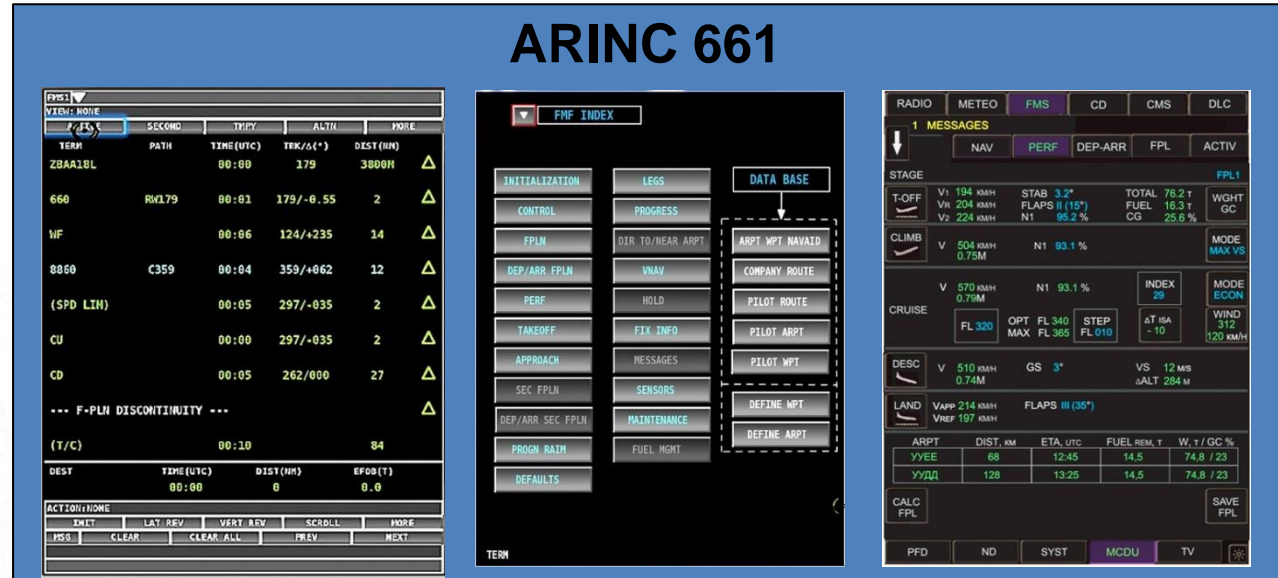 ARINC 661
FMS1
VIEW: NONE
SECOND TMPY ALTN MORE
TERM PATH TIME(UTC) TRK/Δ(°) DIST(NM)
ZBAA18L 00:00 179 3800M
660 RW179 00:01 179/-0.55 2
WF 00:06 124/+235 14
8860 C359 00:04 359/+062 12
(SPD LIM) 00:05 297/-035 2
CU 00:00 297/-035 2
CD 00:05 262/000 27
--- F-PLN DISCONTINUITY ---
(T/C) 00:10 84
DEST TIME(UTC) DIST(NM) EFOB(T)
00:00 0 0.0
ACTION:NONE
INIT LAT REV VERT REV SCROLL MORE
MSG CLEAR CLEAR ALL PREV NEXT
FMF INDEX
INITIALIZATION LEGS DATA BASE
CONTROL PROGRESS
FPLN DIR TO/NEAR ARPT ARPT WPT NAVAID
DEP/ARR FPLN VNAV COMPANY ROUTE
PERF HOLD PILOT ROUTE
TAKEOFF FIX INFO PILOT ARPT
APPROACH MESSAGES PILOT WPT
SEC FPLN SENSORS DEFINE WPT
DEP/ARR SEC FPLN MAINTENANCE DEFINE ARPT
PROGN RAIM FUEL MGMT
DEFAULTS
TERM
RADIO METEO FMS CD CMS DLC
1 MESSAGES
NAV PERF DEP-ARR FPL ACTIV
STAGE FPL1
T-OFF V1 194 KM/H STAB 3.2° TOTAL 76.2 T WGHT
VR 204 KM/H FLAPS II (15°) FUEL 16.3 T GC
V2 224 KM/H N1 95.2 % CG 25.6 %
CLIMB V 504 KM/H N1 93.1 % MODE
0.75M MAX VS
V 570 KM/H N1 93.1 % INDEX MODE
0.79M 29 ECON
CRUISE
FL 320 OPT FL 340 STEP ΔT ISA WIND
MAX FL 365 FL 010 - 10 312
120 КМ/H
DESC V 510 KM/H GS 3° VS 12 M/S
0.74M ΔALT 284 M
LAND VAPP 214 KM/H FLAPS III (35°)
VREF 197 KM/H
ARPT DIST, KM ETA, UTC FUEL REM, T W, T / GC %
УУЕЕ 68 12:45 14,5 74,8 / 23
УУДД 128 13:25 14,5 74,8 / 23
CALC SAVE
FPL FPL
PFD ND SYST MCDU TV